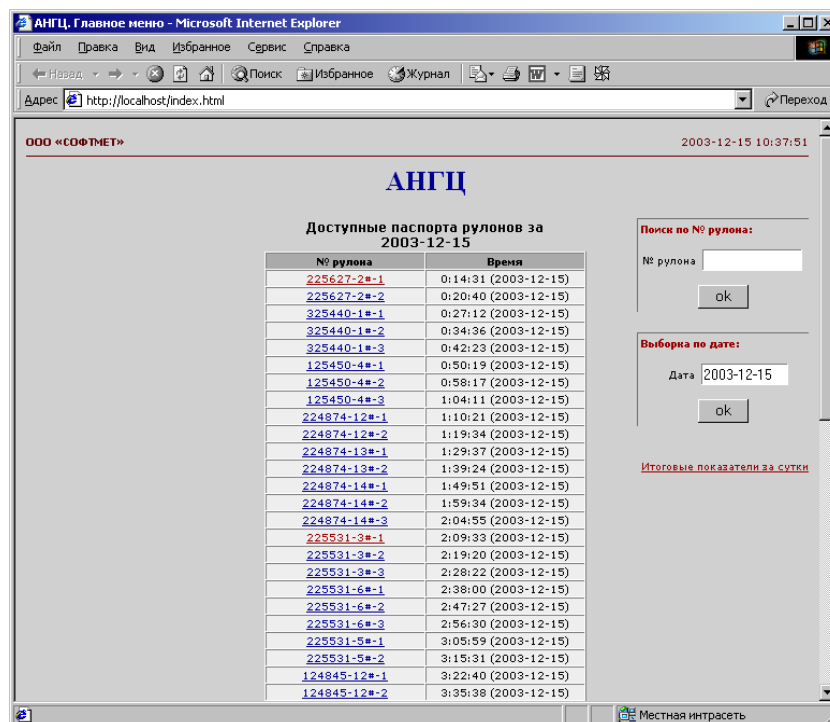 АНГЦ. Главное меню - Microsoft Internet Explorer
Файл Правка Вид Избранное Сервис Справка
Назад Поиск Избранное Журнал
Адрес http://localhost/index.html Переход
ООО «СОФТМЕТ» 2003-12-15 10:37:51
АНГЦ
Доступные паспорта рулонов за
2003-12-15
№ рулона Время
225627-2#-1 0:14:31 (2003-12-15)
225627-2#-2 0:20:40 (2003-12-15)
325440-1#-1 0:27:12 (2003-12-15)
325440-1#-2 0:34:36 (2003-12-15)
325440-1#-3 0:42:23 (2003-12-15)
125450-4#-1 0:50:19 (2003-12-15)
125450-4#-2 0:58:17 (2003-12-15)
125450-4#-3 1:04:11 (2003-12-15)
224874-12#-1 1:10:21 (2003-12-15)
224874-12#-2 1:19:34 (2003-12-15)
224874-13#-1 1:29:37 (2003-12-15)
224874-13#-2 1:39:24 (2003-12-15)
224874-14#-1 1:49:51 (2003-12-15)
224874-14#-2 1:59:34 (2003-12-15)
224874-14#-3 2:04:55 (2003-12-15)
225531-3#-1 2:09:33 (2003-12-15)
225531-3#-2 2:19:20 (2003-12-15)
225531-3#-3 2:28:22 (2003-12-15)
225531-6#-1 2:38:00 (2003-12-15)
225531-6#-2 2:47:27 (2003-12-15)
225531-6#-3 2:56:30 (2003-12-15)
225531-5#-1 3:05:59 (2003-12-15)
225531-5#-2 3:15:31 (2003-12-15)
124845-12#-1 3:22:40 (2003-12-15)
124845-12#-2 3:35:38 (2003-12-15)
Поиск по № рулона:
№ рулона
ok
Выборка по дате:
Дата 2003-12-15
ok
Итоговые показатели за сутки
Местная интрасеть